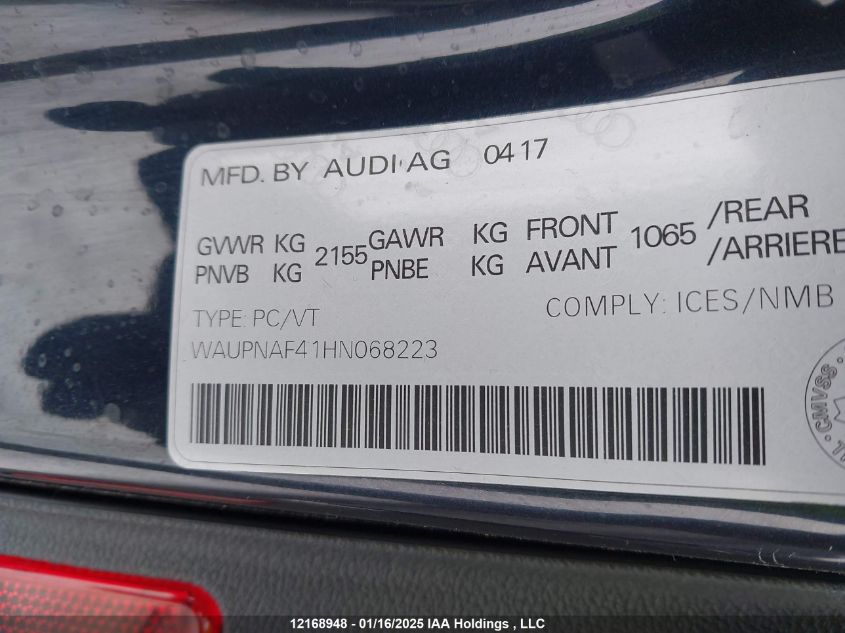 MFD. BY AUDI AG 0417
GVWR KG 2155 GAWR KG FRONT 1065 /REAR
PNVB KG PNBE KG AVANT /ARRIERE
TYPE: PC/VT COMPLY: ICES/NMB
WAUPNAF41HN068223
CMVSS
12168948 - 01/16/2025 IAA Holdings , LLC